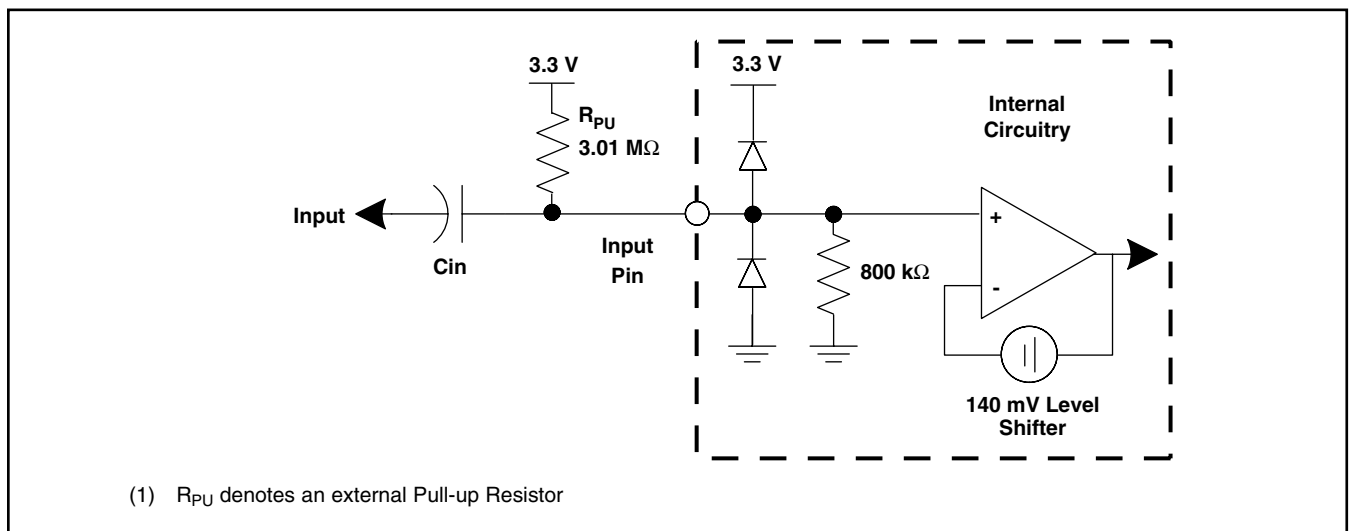 3.3 V
R_PU
3.01 MΩ
Input
Cin
Input
Pin
3.3 V
Internal
Circuitry
800 kΩ
+
-
140 mV Level
Shifter
(1) R_PU denotes an external Pull-up Resistor